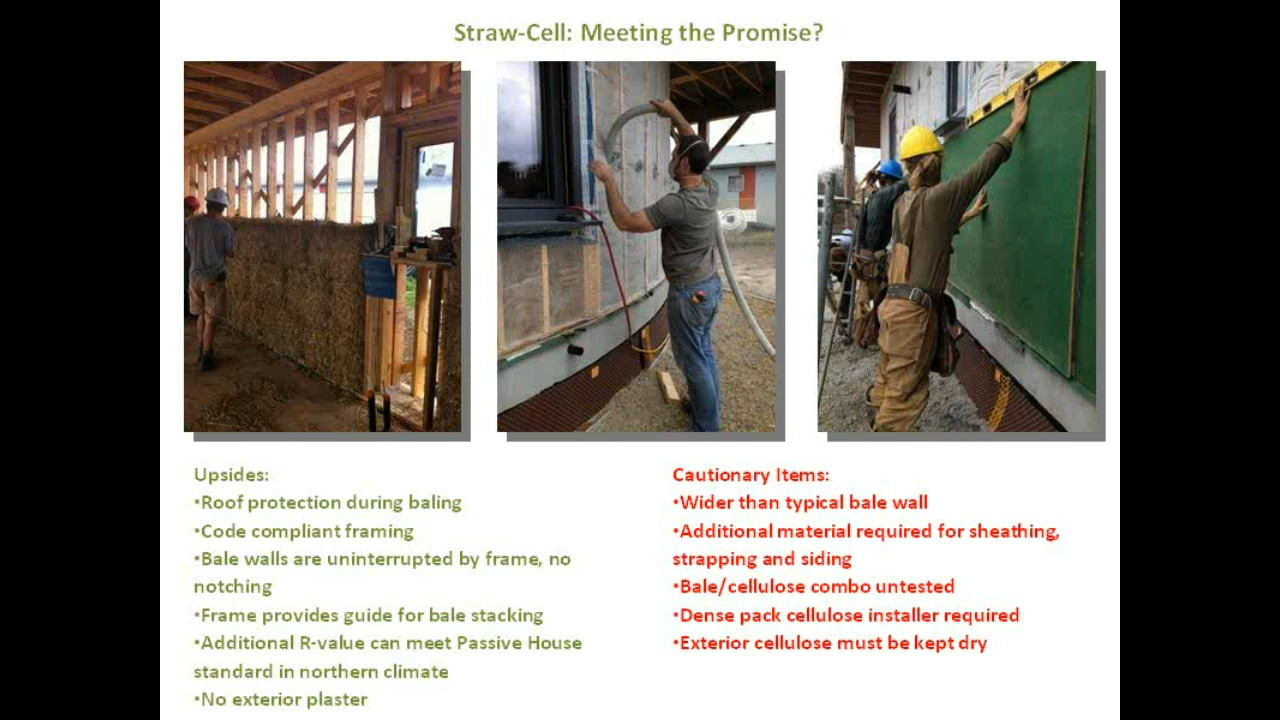 Straw-Cell: Meeting the Promise?
Upsides:
•Roof protection during baling
•Code compliant framing
•Bale walls are uninterrupted by frame, no
notching
•Frame provides guide for bale stacking
•Additional R-value can meet Passive House
standard in northern climate
•No exterior plaster
Cautionary Items:
•Wider than typical bale wall
•Additional material required for sheathing,
strapping and siding
•Bale/cellulose combo untested
•Dense pack cellulose installer required
•Exterior cellulose must be kept dry